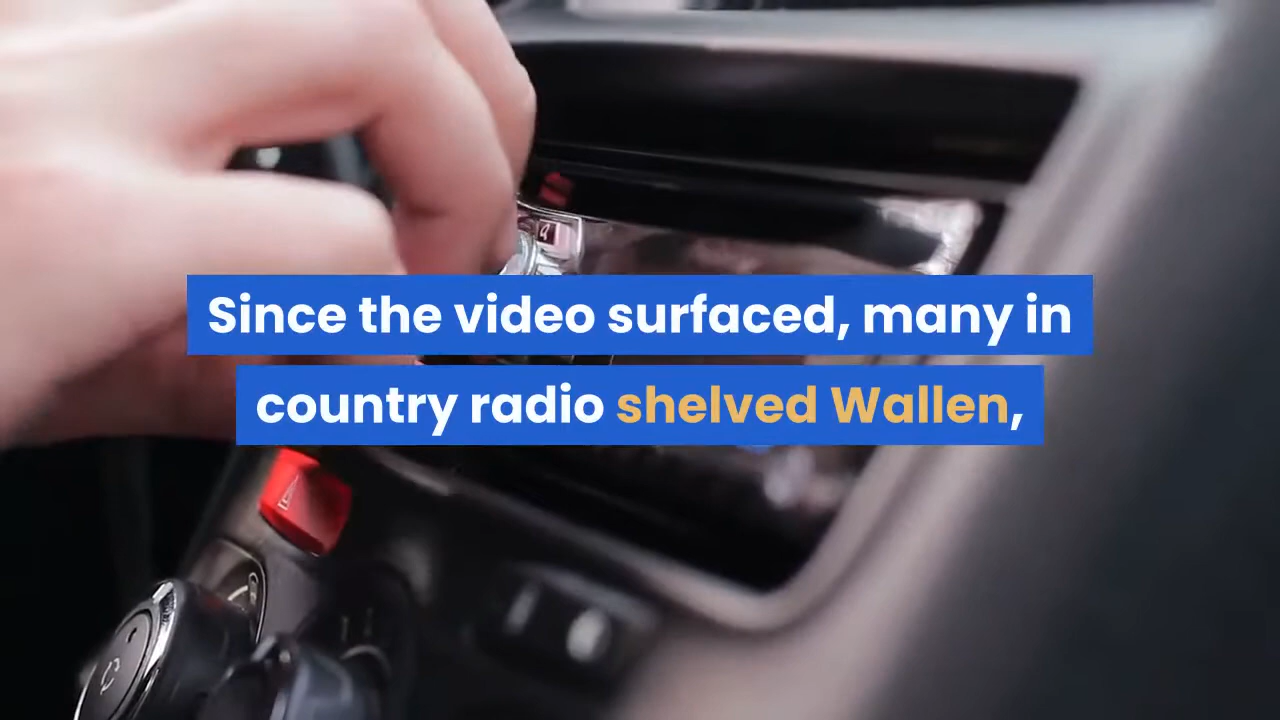 Since the video surfaced, many in
country radio shelved Wallen,